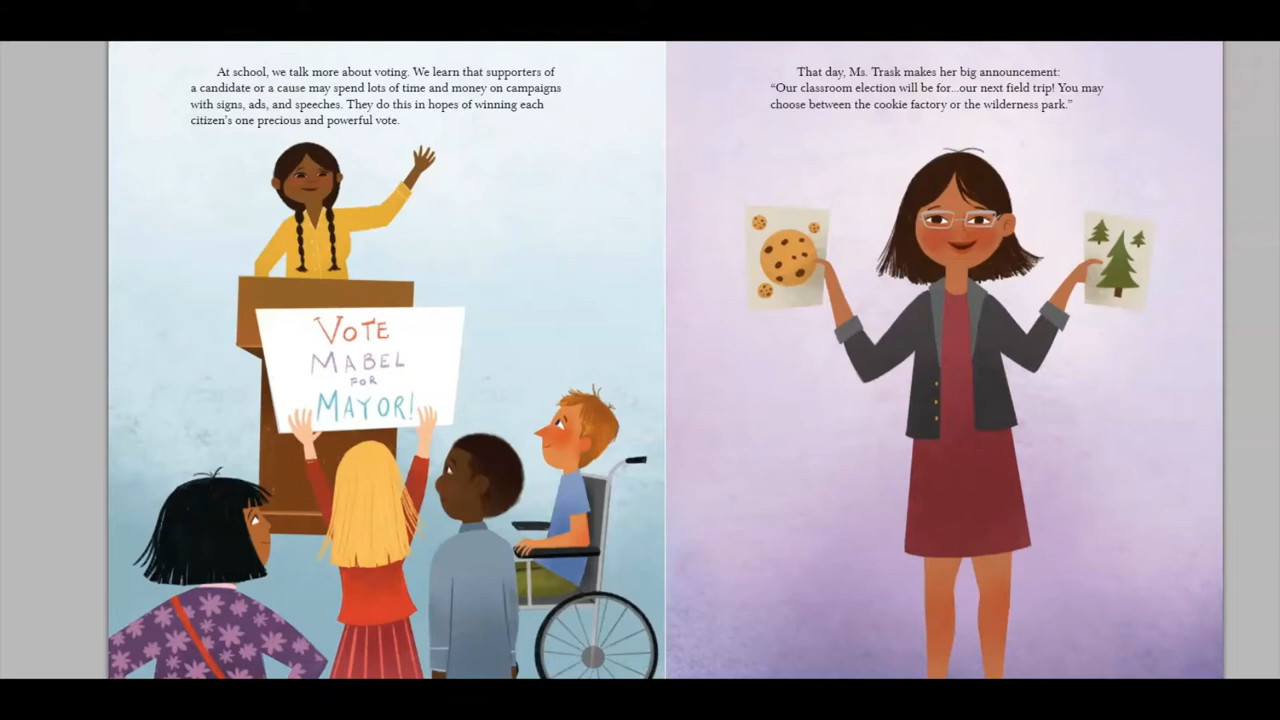 At school, we talk more about voting. We learn that supporters of
a candidate or a cause may spend lots of time and money on campaigns
with signs, ads, and speeches. They do this in hopes of winning each
citizen's one precious and powerful vote.
VOTE
MABEL
FOR
MAYOR!
That day, Ms. Trask makes her big announcement:
“Our classroom election will be for...our next field trip! You may
choose between the cookie factory or the wilderness park.”